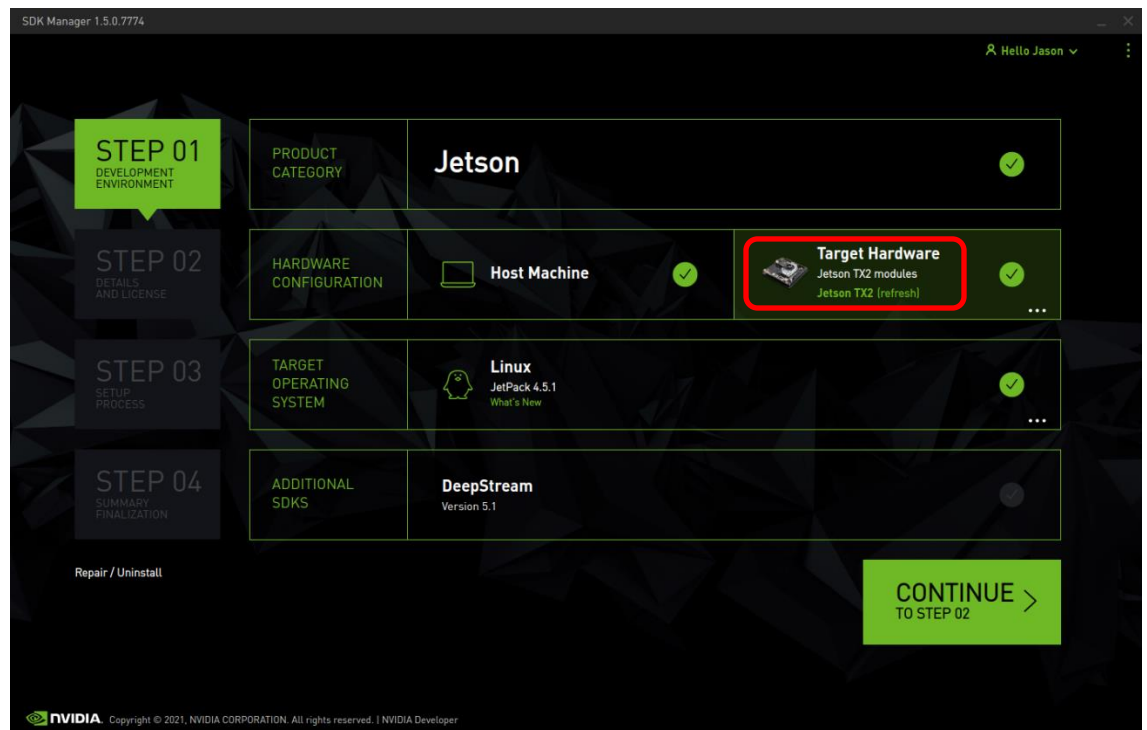 SDK Manager 1.5.0.7774
Hello Jason
STEP 01
DEVELOPMENT
ENVIRONMENT
PRODUCT
CATEGORY
Jetson
STEP 02
DETAILS
AND LICENSE
HARDWARE
CONFIGURATION
Host Machine
Target Hardware
Jetson TX2 modules
Jetson TX2 (refresh)
...
STEP 03
SETUP
PROCESS
TARGET
OPERATING
SYSTEM
Linux
JetPack 4.5.1
What's New
...
STEP 04
SUMMARY
FINALIZATION
ADDITIONAL
SDKS
DeepStream
Version 5.1
Repair / Uninstall
CONTINUE >
TO STEP 02
NVIDIA. Copyright © 2021, NVIDIA CORPORATION. All rights reserved. | NVIDIA Developer